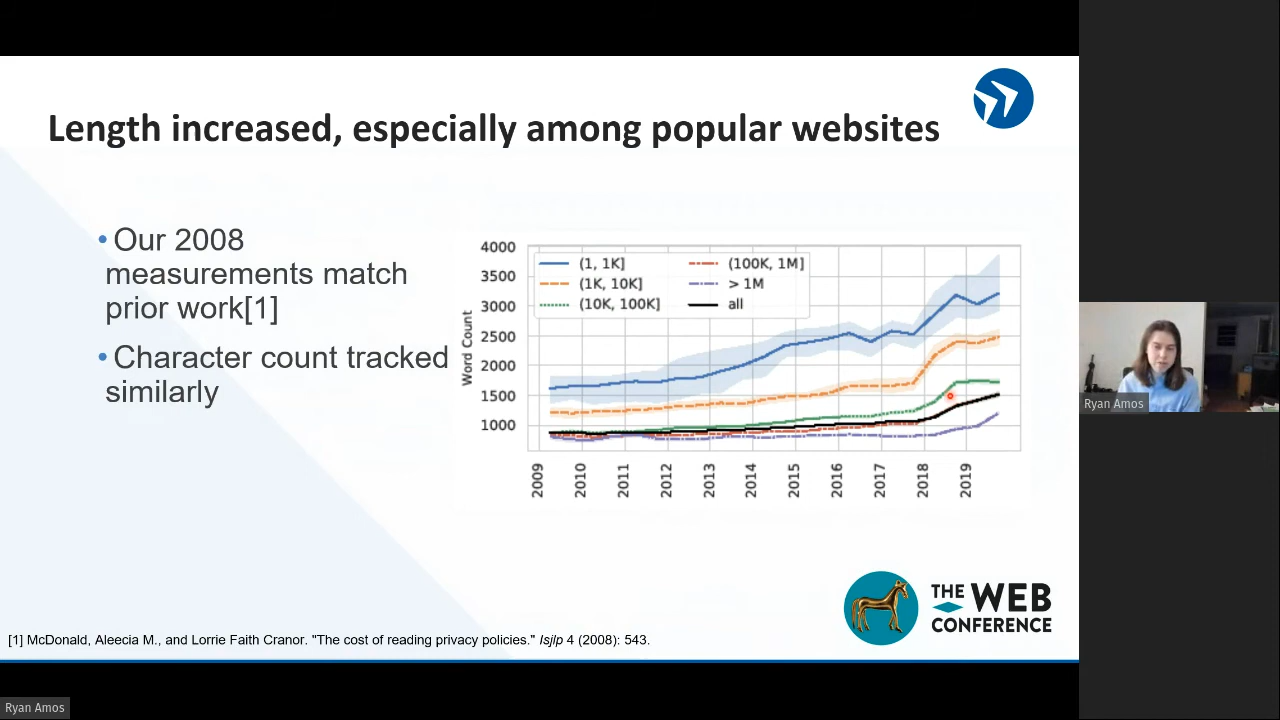 Length increased, especially among popular websites
• Our 2008
measurements match
prior work[1]
• Character count tracked
similarly
Word Count
4000
3500
3000
2500
2000
1500
1000
(1, 1K]
(1K, 10K]
(10K, 100K]
(100K, 1M]
> 1M
all
2009 2010 2011 2012 2013 2014 2015 2016 2017 2018 2019
Ryan Amos
THE WEB
CONFERENCE
[1] McDonald, Aleecia M., and Lorrie Faith Cranor. "The cost of reading privacy policies." Isjlp 4 (2008): 543.
Ryan Amos